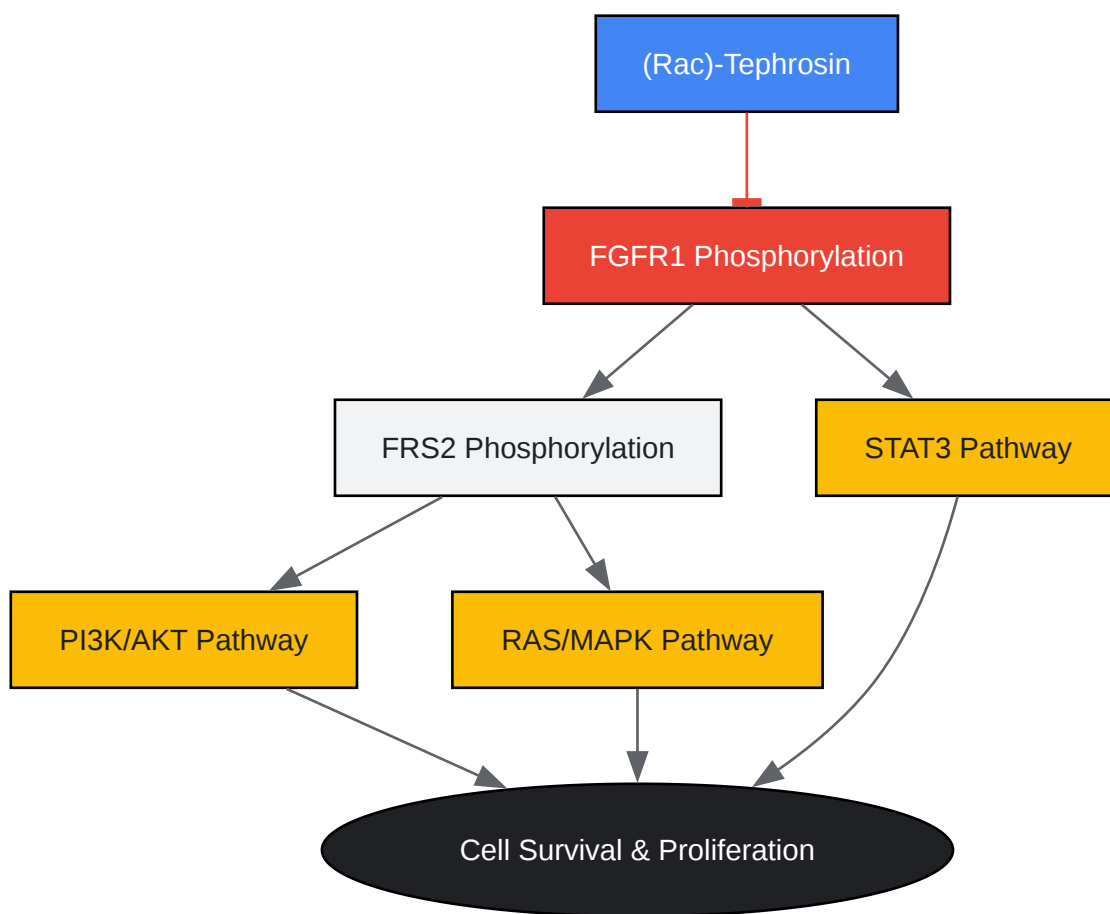 (Rac)-Tephrosin
FGFR1 Phosphorylation
FRS2 Phosphorylation
STAT3 Pathway
PI3K/AKT Pathway
RAS/MAPK Pathway
Cell Survival & Proliferation